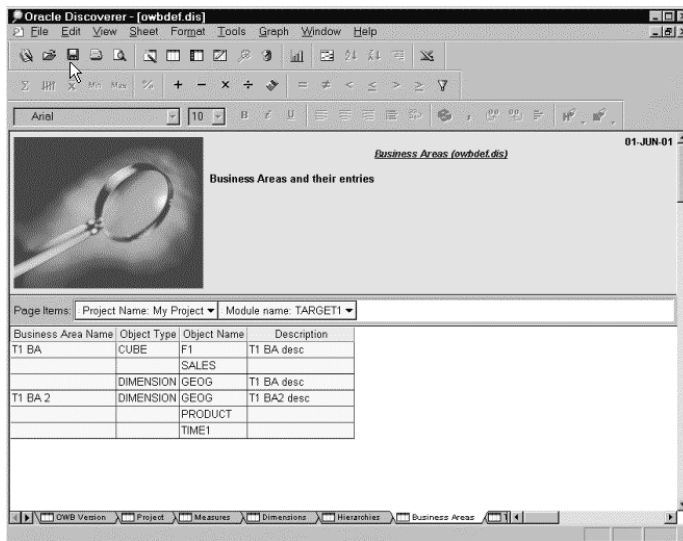 Oracle Discoverer - [owbdef.dis]
File Edit View Sheet Format Tools Graph Window Help
Σ Min Max % + − × ÷ = ≠ < ≤ > ≥
Arial 10 B I U
01-JUN-01
Business Areas (owbdef.dis)
Business Areas and their entries
Page Items: Project Name: My Project Module name: TARGET1
Business Area Name Object Type Object Name Description
T1 BA CUBE F1 T1 BA desc
SALES
DIMENSION GEOG T1 BA desc
T1 BA 2 DIMENSION GEOG T1 BA2 desc
PRODUCT
TIME1
OWB Version Project Measures Dimensions Hierarchies Business Areas